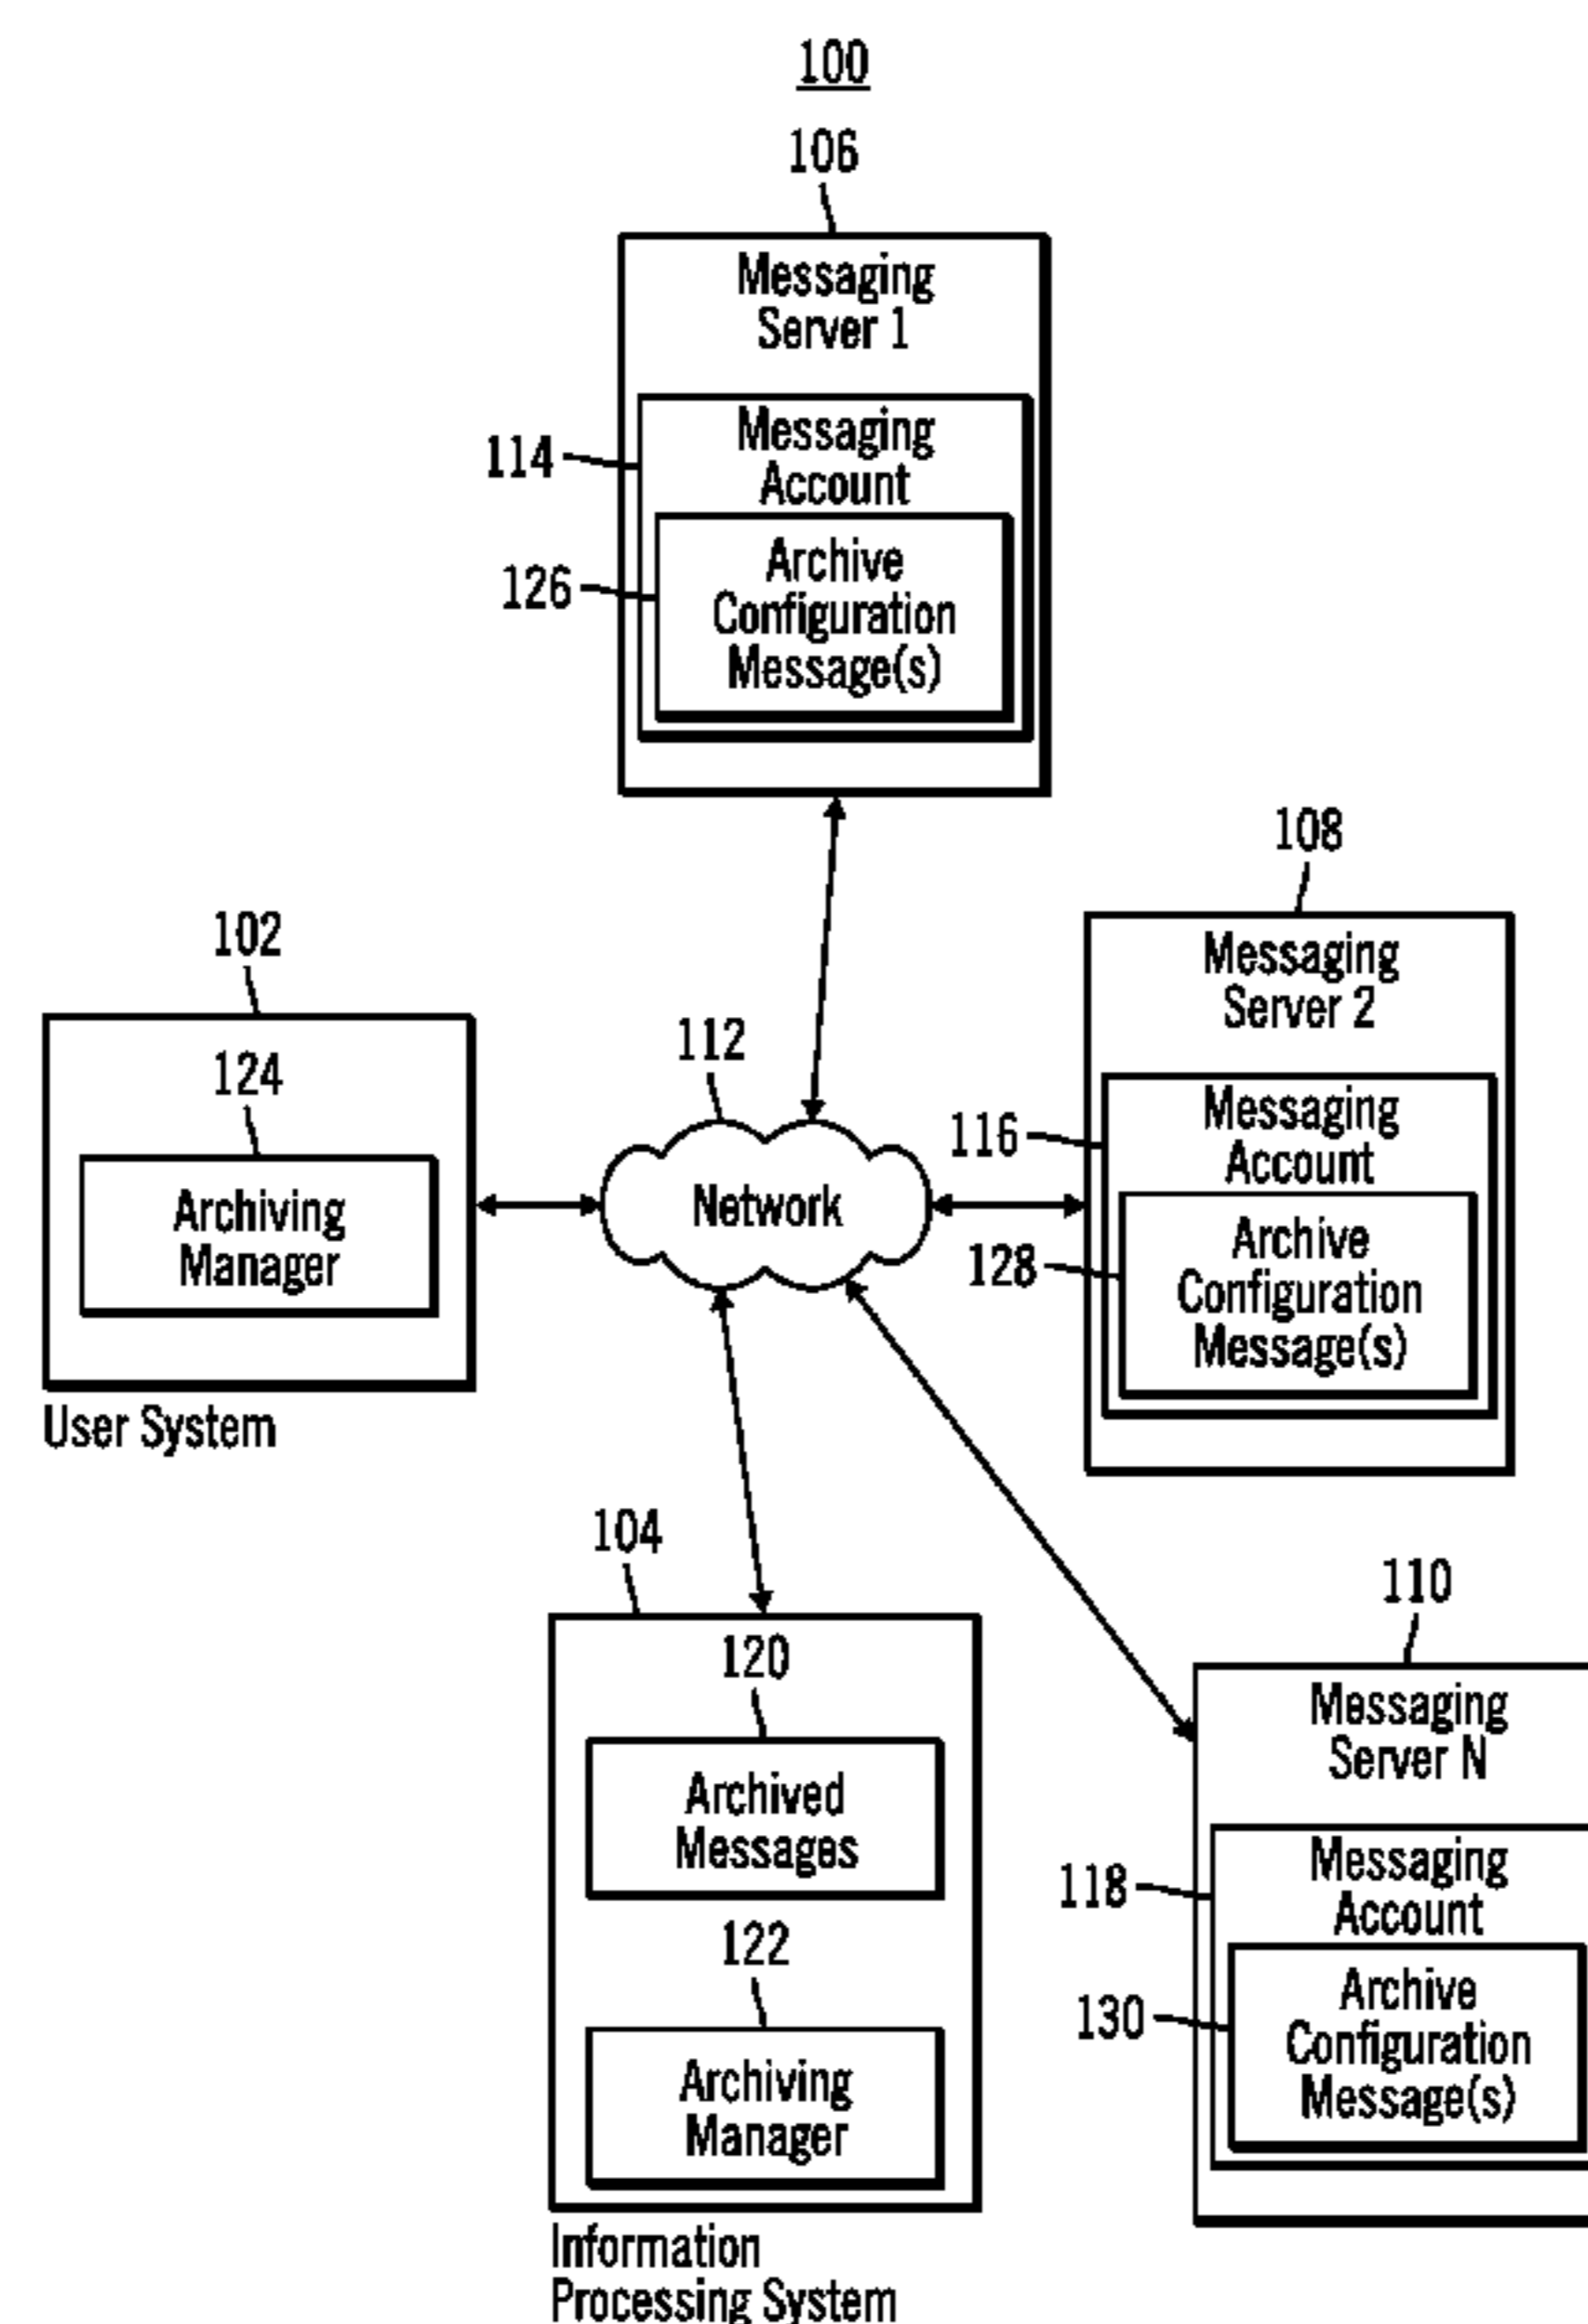 100
106
Messaging
Server 1
114
Messaging
Account
126
Archive
Configuration
Message(s)
108
Messaging
Server 2
116
Messaging
Account
128
Archive
Configuration
Message(s)
102
124
Archiving
Manager
User System
112
Network
104
120
Archived
Messages
122
Archiving
Manager
Information
Processing System
110
Messaging
Server N
118
Messaging
Account
130
Archive
Configuration
Message(s)